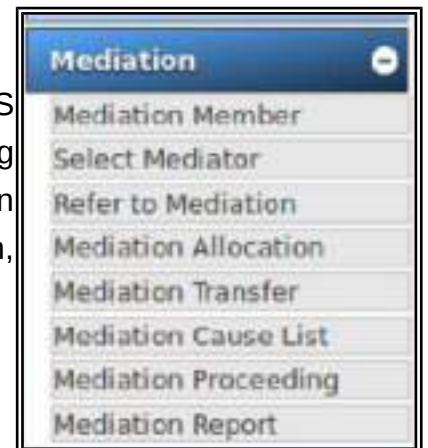 Mediation
Mediation Member
S
Select Mediator
g
Refer to Mediation
n
Mediation Allocation
,
Mediation Transfer
Mediation Cause List
Mediation Proceeding
Mediation Report